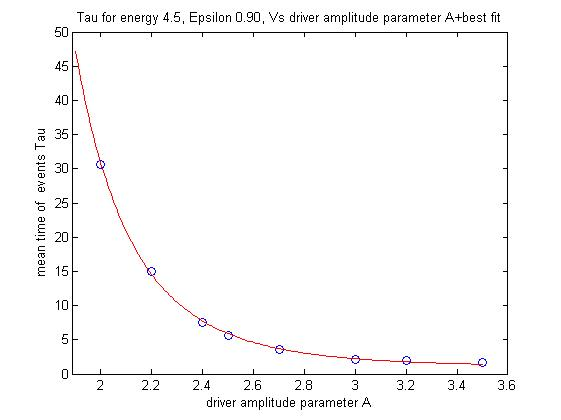 Tau for energy 4.5, Epsilon 0.90, Vs driver amplitude parameter A+best fit
50
45
40
35
30
25
20
15
10
5
0
mean time of events Tau
2 2.2 2.4 2.6 2.8 3 3.2 3.4 3.6
driver amplitude parameter A